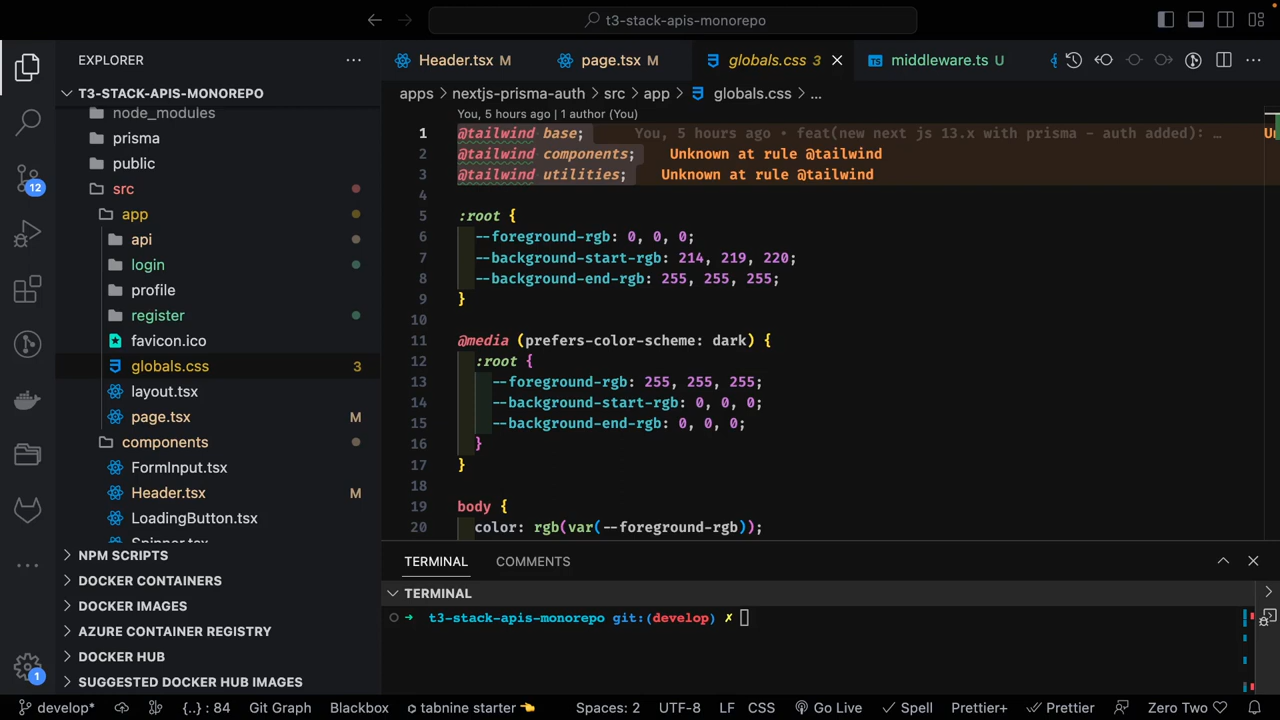 t3-stack-apis-monorepo
EXPLORER
T3-STACK-APIS-MONOREPO
node_modules
prisma
public
src
app
api
login
profile
register
favicon.ico
globals.css 3
layout.tsx
page.tsx M
components
FormInput.tsx
Header.tsx M
LoadingButton.tsx
Spinner.tsx
NPM SCRIPTS
DOCKER CONTAINERS
DOCKER IMAGES
AZURE CONTAINER REGISTRY
DOCKER HUB
SUGGESTED DOCKER HUB IMAGES
12
1
Header.tsx M page.tsx M globals.css 3 middleware.ts U
apps > nextjs-prisma-auth > src > app > globals.css > ...
You, 5 hours ago | 1 author (You)
1 @tailwind base; You, 5 hours ago • feat(new next js 13.x with prisma - auth added): …
2 @tailwind components; Unknown at rule @tailwind
3 @tailwind utilities; Unknown at rule @tailwind
4
5 :root {
6 --foreground-rgb: 0, 0, 0;
7 --background-start-rgb: 214, 219, 220;
8 --background-end-rgb: 255, 255, 255;
9 }
10
11 @media (prefers-color-scheme: dark) {
12 :root {
13 --foreground-rgb: 255, 255, 255;
14 --background-start-rgb: 0, 0, 0;
15 --background-end-rgb: 0, 0, 0;
16 }
17 }
18
19 body {
20 color: rgb(var(--foreground-rgb));
TERMINAL COMMENTS
TERMINAL
t3-stack-apis-monorepo git:(develop) ✗
develop* {..} : 84 Git Graph Blackbox tabnine starter 👈 Spaces: 2 UTF-8 LF CSS Go Live Spell Prettier+ Prettier Zero Two